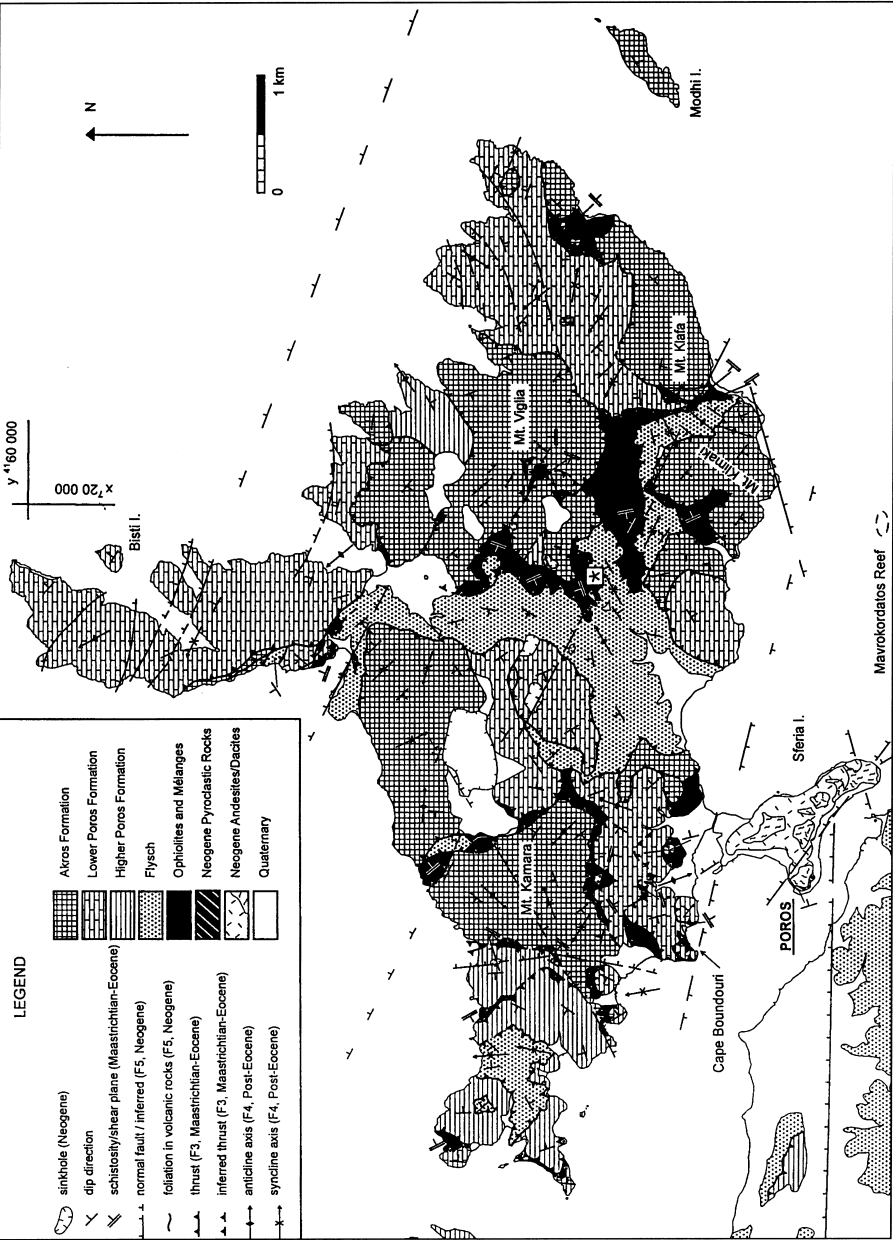 LEGEND
sinkhole (Neogene)
dip direction
schistosity/shear plane (Maastrichtian-Eocene)
normal fault / inferred (F5, Neogene)
foliation in volcanic rocks (F5, Neogene)
thrust (F3, Maastrichtian-Eocene)
inferred thrust (F3, Maastrichtian-Eocene)
anticline axis (F4, Post-Eocene)
syncline axis (F4, Post-Eocene)
Akros Formation
Lower Poros Formation
Higher Poros Formation
Flysch
Ophiolites and Mélanges
Neogene Pyroclastic Rocks
Neogene Andesites/Dacites
Quaternary
y 4160 000
x 720 000
N
0
1 km
Bisti I.
Modhi I.
Mt. Viglia
Mt. Klafa
Mt. Klimaki
Mt. Kamara
*
Cape Boundouri
POROS
Sferia I.
Mavrokordatos Reef